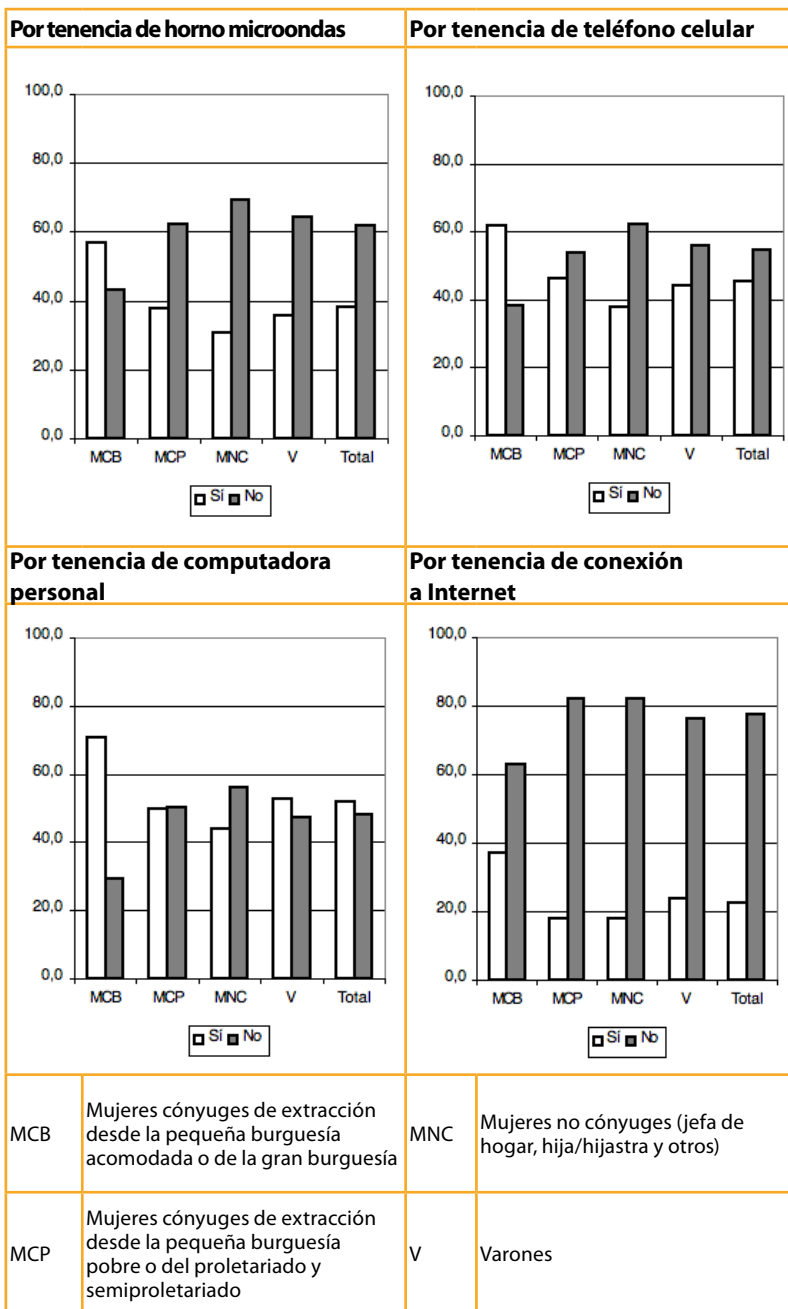 Por tenencia de horno microondas
Por tenencia de teléfono celular
100,0
80,0
60,0
40,0
20,0
0,0
MCB MCP MNC V Total
Sí No
100,0
80,0
60,0
40,0
20,0
0,0
MCB MCP MNC V Total
Sí No
Por tenencia de computadora
personal
Por tenencia de conexión
a Internet
100,0
80,0
60,0
40,0
20,0
0,0
MCB MCP MNC V Total
Sí No
100,0
80,0
60,0
40,0
20,0
0,0
MCB MCP MNC V Total
Sí No
MCB
Mujeres cónyuges de extracción
desde la pequeña burguesía
acomodada o de la gran burguesía
MNC
Mujeres no cónyuges (jefa de
hogar, hija/hijastra y otros)
MCP
Mujeres cónyuges de extracción
desde la pequeña burguesía
pobre o del proletariado y
semiproletariado
V
Varones